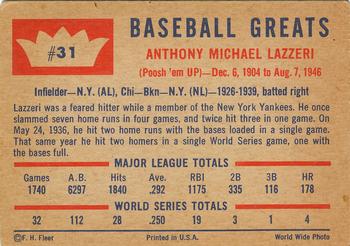 #31
BASEBALL GREATS
ANTHONY MICHAEL LAZZERI
(Poosh 'em UP)—Dec. 6, 1904 to Aug. 7, 1946
Infielder—N.Y. (AL), Chi—Bkn—N.Y. (NL)—1926-1939, batted right
Lazzeri was a feared hitter while a member of the New York Yankees. He once
slammed seven home runs in four games, and twice hit three in one game. On
May 24, 1936, he hit two home runs with the bases loaded in a single game.
That same year he hit two homers in a single World Series game, one with
the bases full.
MAJOR LEAGUE TOTALS
Games A.B. Hits BA RBI 2B 3B HR
1740 6297 1840 .292 1175 335 116 178
WORLD SERIES TOTALS
32 112 28 .250 19 3 1 4
©F. H. Fleer Printed in U.S.A. World Wide Photo